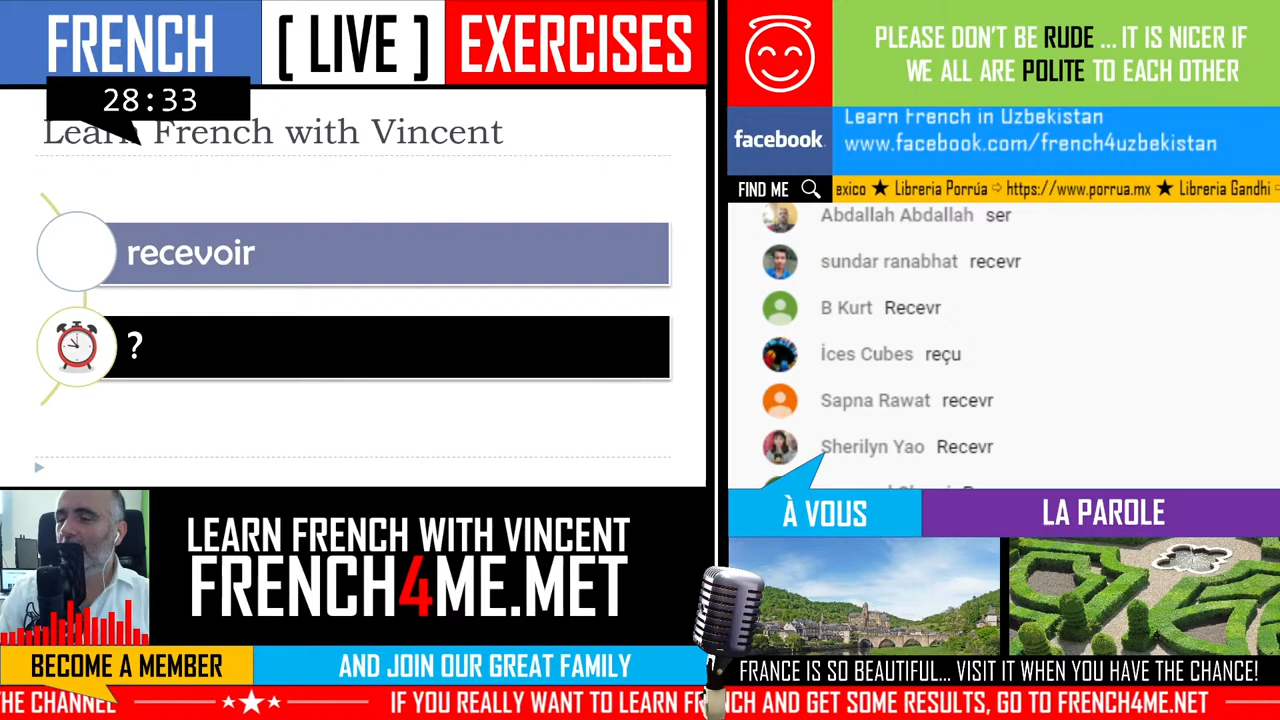 FRENCH
[ LIVE ]
EXERCISES
28:33
Learn French with Vincent
recevoir
?
LEARN FRENCH WITH VINCENT
FRENCH4ME.MET
BECOME A MEMBER
AND JOIN OUR GREAT FAMILY
PLEASE DON'T BE RUDE ... IT IS NICER IF
WE ALL ARE POLITE TO EACH OTHER
facebook.
Learn French in Uzbekistan
www.facebook.com/french4uzbekistan
FIND ME
exico ★ Libreria Porrúa ⇨ https://www.porrua.mx ★ Libreria Gandhi
Abdallah Abdallah ser
sundar ranabhat recevr
B Kurt Recevr
İces Cubes reçu
Sapna Rawat recevr
Sherilyn Yao Recevr
À VOUS
LA PAROLE
FRANCE IS SO BEAUTIFUL... VISIT IT WHEN YOU HAVE THE CHANCE!
THE CHANNEL
IF YOU REALLY WANT TO LEARN FRENCH AND GET SOME RESULTS, GO TO FRENCH4ME.NET